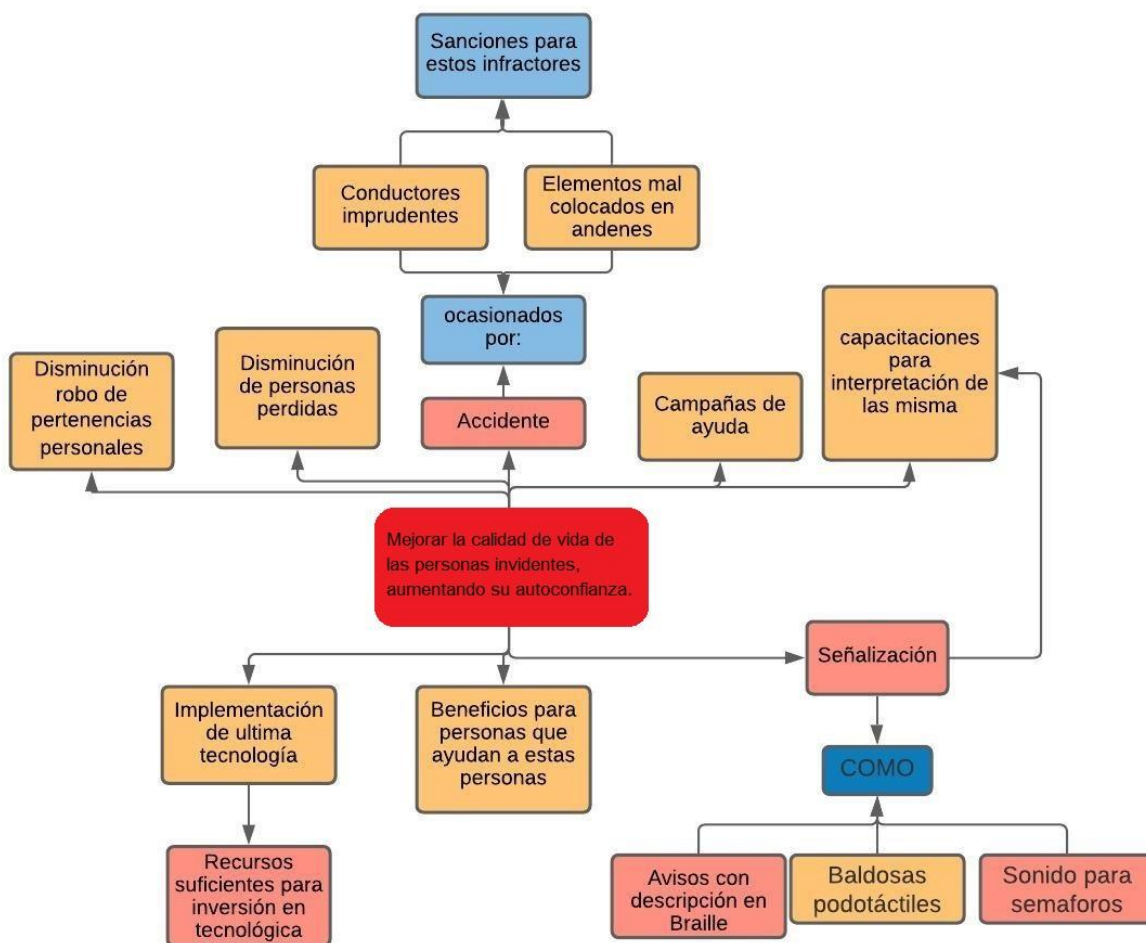 Sanciones para
estos infractores
Conductores
imprudentes
Elementos mal
colocados en
andenes
ocasionados
por:
Disminución
robo de
pertenencias
personales
Disminución
de personas
perdidas
Accidente
Campañas de
ayuda
capacitaciones
para
interpretación de
las misma
Mejorar la calidad de vida de
las personas invidentes,
aumentando su autoconfianza.
Señalización
Implementación
de ultima
tecnología
Beneficios para
personas que
ayudan a estas
personas
COMO
Recursos
suficientes para
inversión en
tecnológica
Avisos con
descripción en
Braille
Baldosas
podotáctiles
Sonido para
semaforos